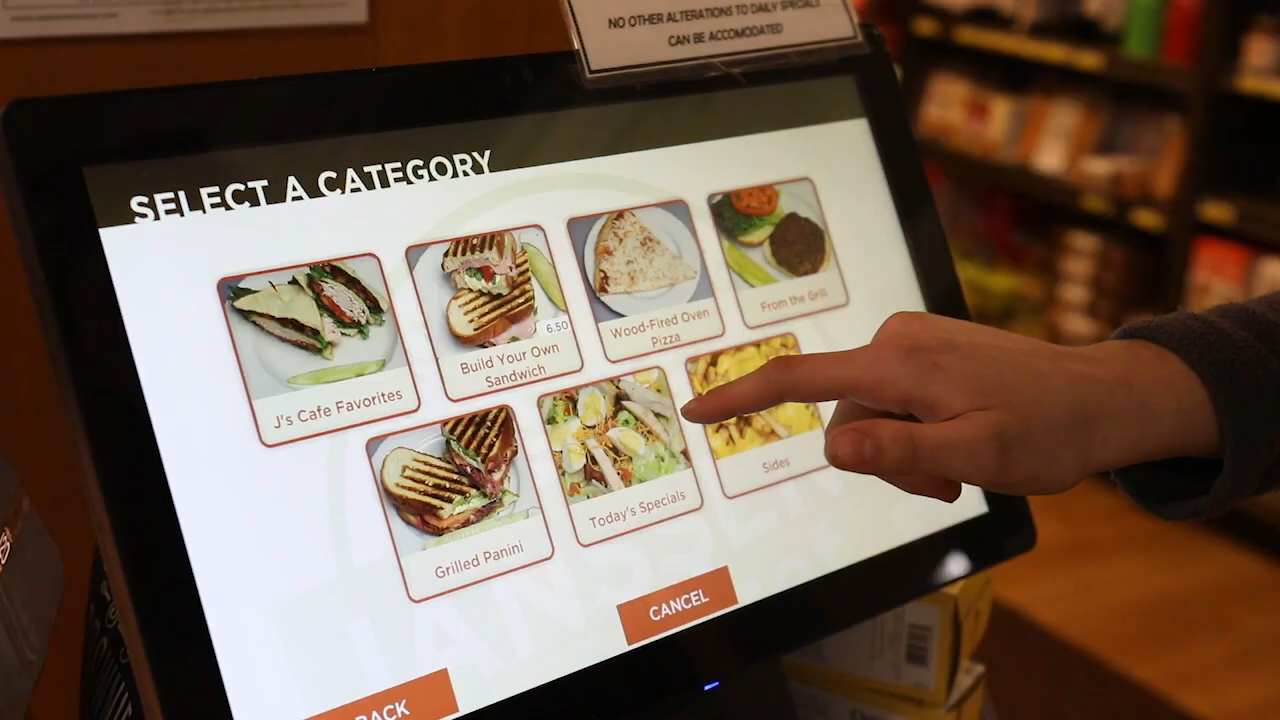 NO OTHER ALTERATIONS TO DAILY SPECIALS
CAN BE ACCOMODATED
SELECT A CATEGORY
J's Cafe Favorites
6.50
Build Your Own
Sandwich
Wood-Fired Oven
Pizza
From the Grill
Grilled Panini
Today's Specials
Sides
CANCEL
BACK
JANSSEN